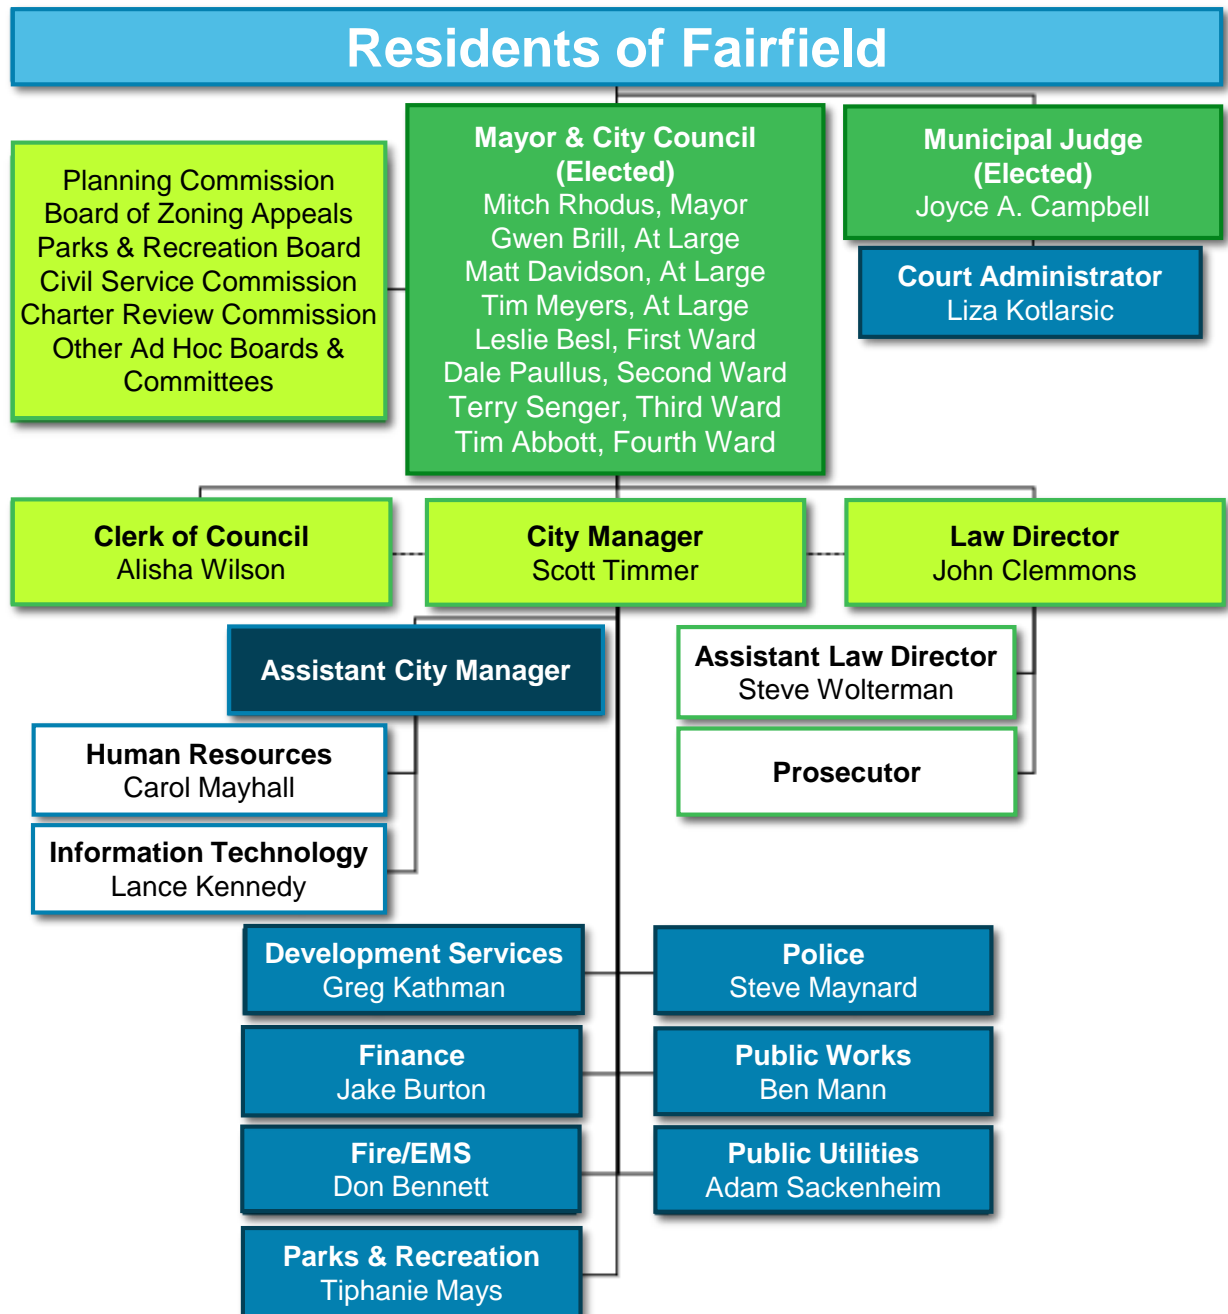 Residents of Fairfield
Planning Commission
Board of Zoning Appeals
Parks & Recreation Board
Civil Service Commission
Charter Review Commission
Other Ad Hoc Boards &
Committees
Mayor & City Council
(Elected)
Mitch Rhodus, Mayor
Gwen Brill, At Large
Matt Davidson, At Large
Tim Meyers, At Large
Leslie Besl, First Ward
Dale Paullus, Second Ward
Terry Senger, Third Ward
Tim Abbott, Fourth Ward
Municipal Judge
(Elected)
Joyce A. Campbell
Court Administrator
Liza Kotlarsic
Clerk of Council
Alisha Wilson
City Manager
Scott Timmer
Law Director
John Clemmons
Assistant City Manager
Human Resources
Carol Mayhall
Information Technology
Lance Kennedy
Assistant Law Director
Steve Wolterman
Prosecutor
Development Services
Greg Kathman
Police
Steve Maynard
Finance
Jake Burton
Public Works
Ben Mann
Fire/EMS
Don Bennett
Public Utilities
Adam Sackenheim
Parks & Recreation
Tiphanie Mays